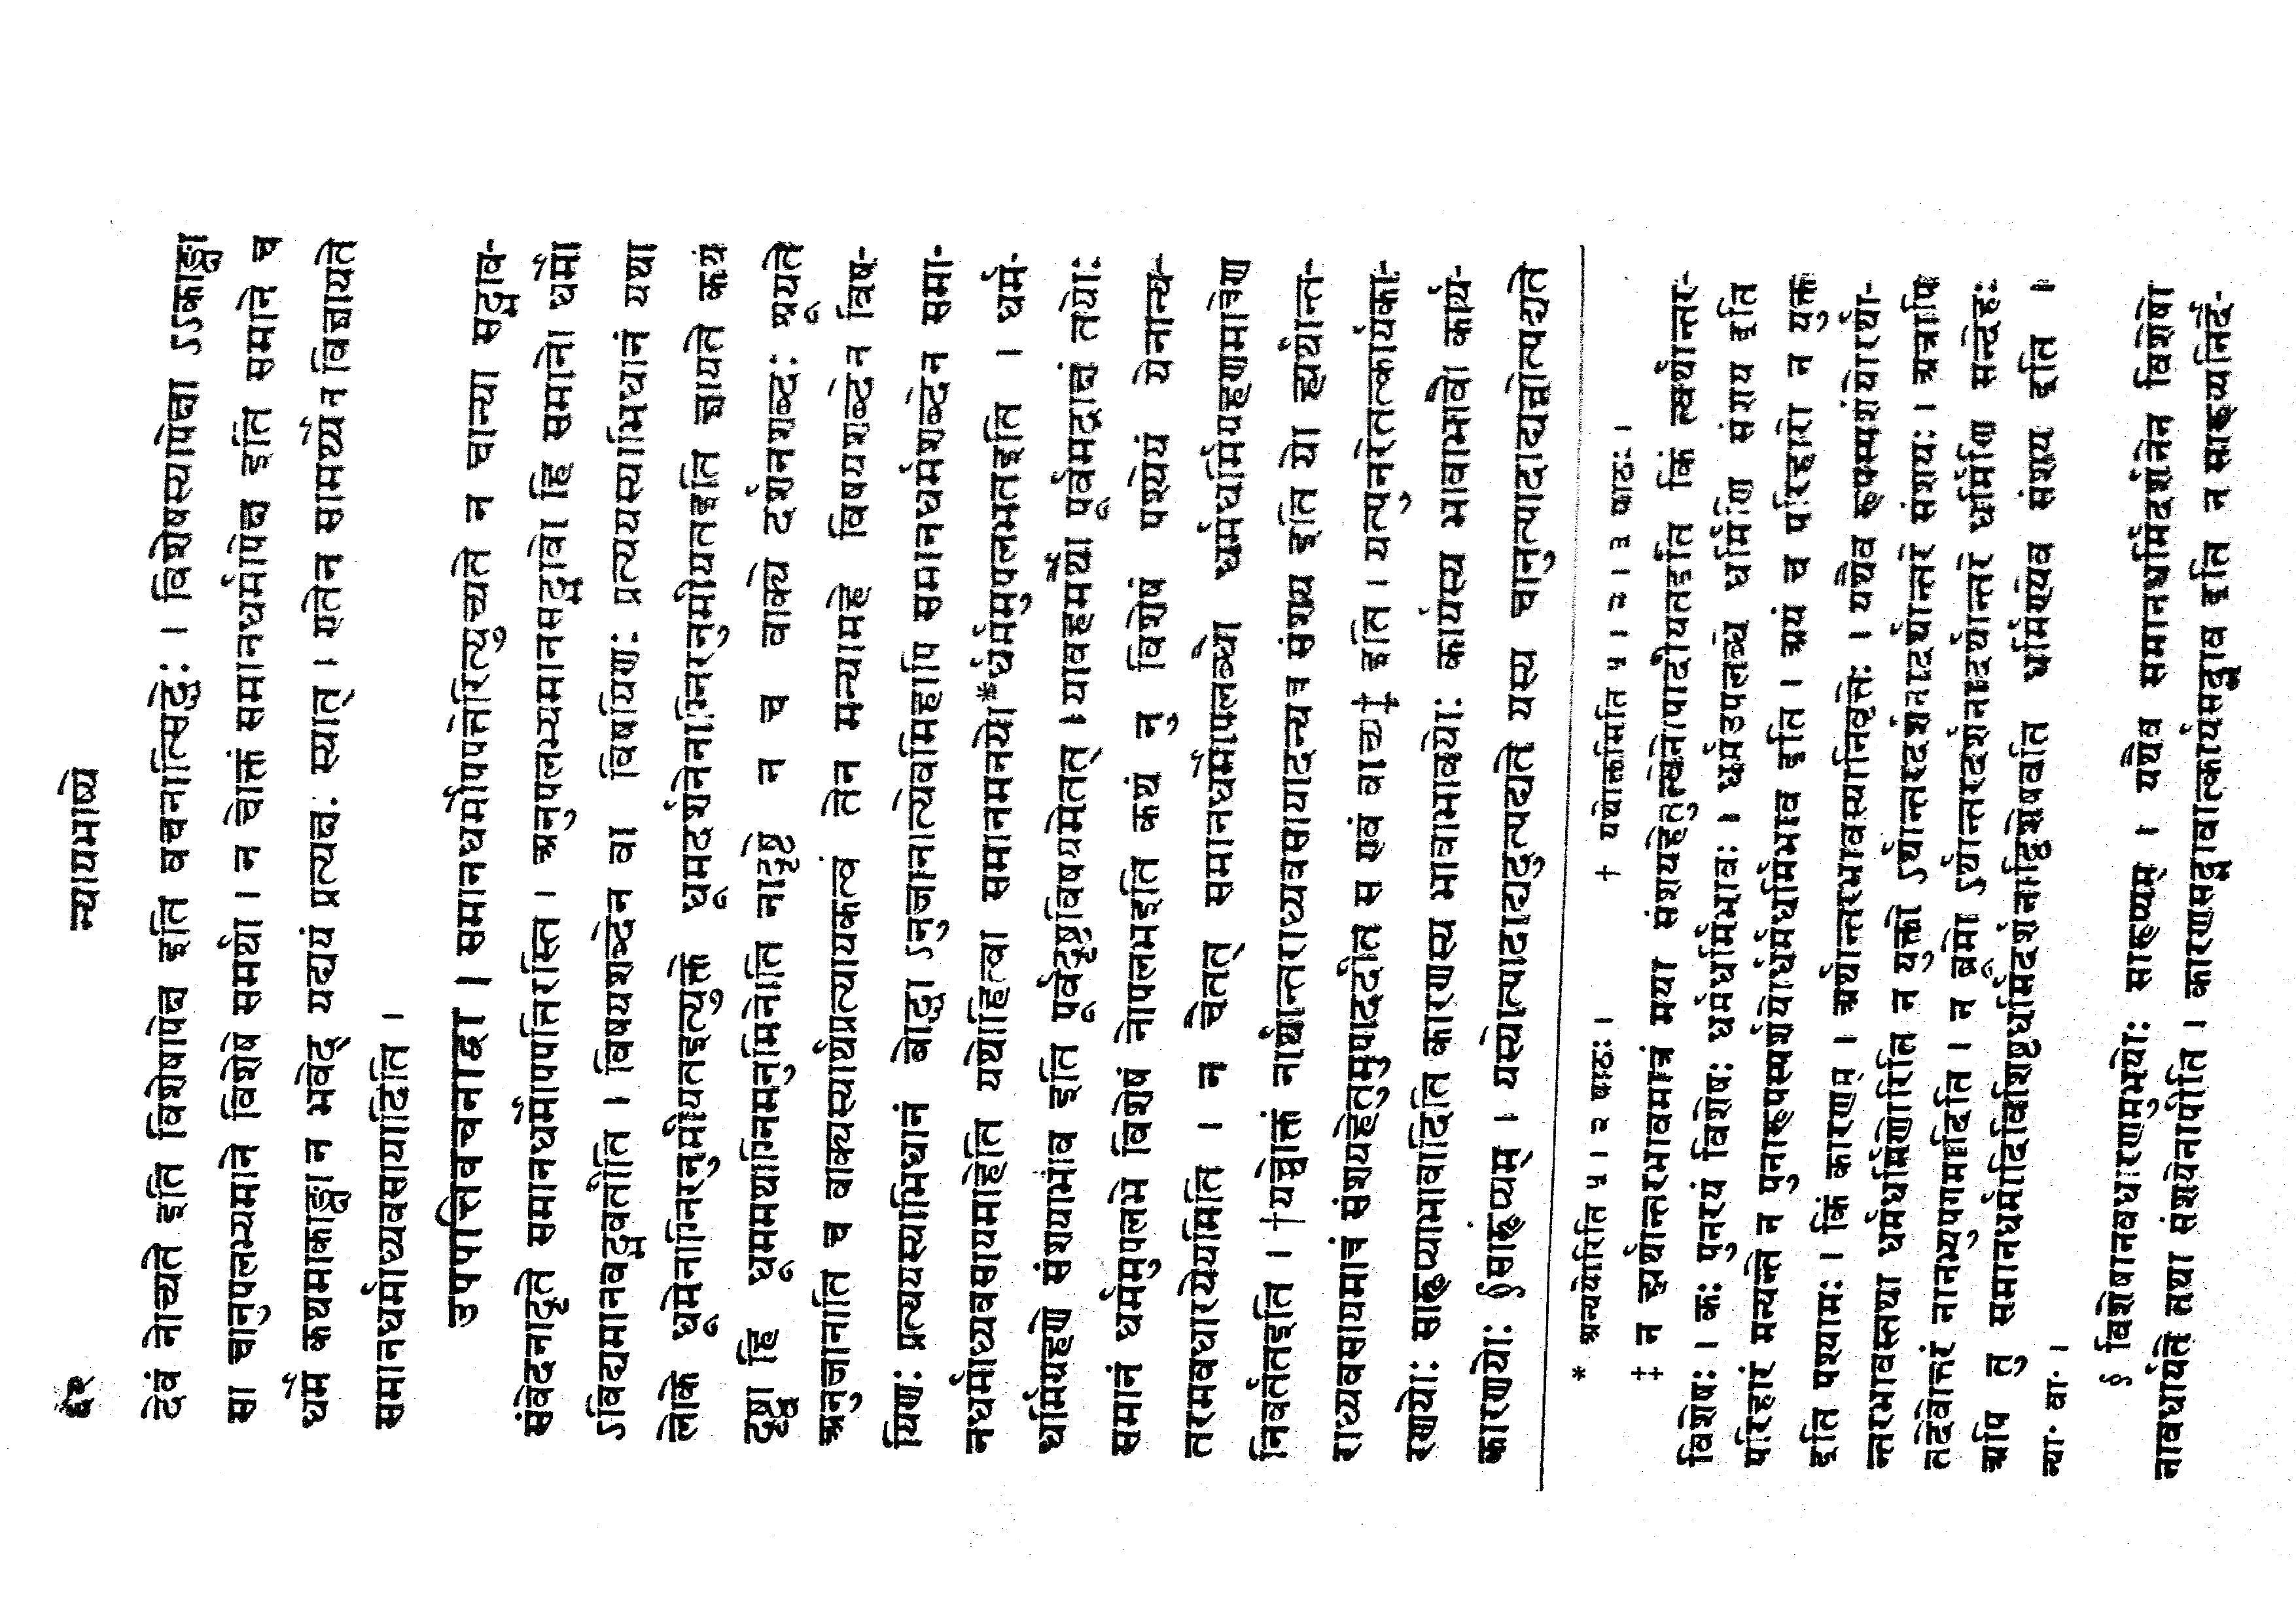 ६२ न्यायभाष्ये
देवं नोच्यते इति विशेषापेक्ष इति वचनात्सिद्धेः । विशेषस्यापेक्षा ऽऽकाङ्क्षा
सा चानुपलभ्यमाने विशेषे समर्था । न चोक्तं समानधर्मापेक्ष इति समाने च
धर्मे कथमाकाङ्क्षा न भवेद् यद्ययं प्रत्यक्षः स्यात् । एतेन सामर्थ्येन विज्ञायते
समानधर्माध्यवसायादिति ।
उपपात्तिवचनाद्वा । समानधर्मोपपत्तेरित्युच्यते न चान्या सद्भाव-
संवेदनादृते समानधर्मोपपत्तिरस्ति । अनुपलभ्यमानसद्भावो हि समानो धर्मो
ऽविद्यमानवद्भवतीति । विषयशब्देन वा विषयिणः प्रत्ययस्याभिधानं यथा
लोके धूमेनाग्निरनुमीयतइत्युक्ते धूमदर्शनेनाग्निरनुमीयतइति ज्ञायते कथं
दृष्ट्वा हि धूममथाग्निमनुमिनोति नादृष्टे न च वाक्ये दर्शनशब्दः श्रूयते
अनुजानाति च वाक्यस्यार्थप्रत्यायकत्वं तेन मन्यामहे विषयशब्देन विष-
यिणः प्रत्ययस्याभिधानं बोद्धा ऽनुजानात्येवमिहापि समानधर्मशब्देन समा-
नधर्माध्यवसायमाहेति यथोहित्वा समानमनयो*र्धर्ममुपलभतइति । धर्म-
धर्मिग्रहणे संशयाभाव इति पूर्वदृष्टविषयमेतत् । यावहमर्थौ पूर्वमद्राक्षं तयोः
समानं धर्ममुपलभे विशेषं नोपलभइति कथं नु विशेषं पश्येयं येनान्य-
तरमवधारयेयमिति । न चैतत् समानधर्मोपलब्धौ धर्मधर्मिग्रहणमात्रेण
निवर्ततइति । †यच्चोक्तं नार्थान्तराध्यवसायादन्यत्र संशय इति यो ह्यर्थान्त-
राध्यवसायमात्रं संशयहेतुमुपाददीत स एवं वाच्य‡ इति । यत्पुनरेतत्कार्यका-
रणयोः सारूप्याभावादिति कारणस्य भावाभावयोः कार्यस्य भावाभावौ कार्य-
कारणयोः §सारूप्यम् । यस्योत्पादाद्यदुत्पद्यते यस्य चानुत्पादाद्यन्नोत्पद्यते
* अन्ययोरिति ५ । २ पाठः । † यथोक्तमिति ५ । २ । ३ पाठः ।
‡ न ह्यर्थान्तरभावमात्रं मया संशयहेतुत्वेनोपादीयतइति किं त्वर्थान्तर-
विशेषः । कः पुनरयं विशेषः धर्मधर्मिभावः । धर्मउपलब्धे धर्मिणि संशय इति
परिहारं मन्यन्ते न पुनारूपस्पर्शयोर्धर्मधर्मिभाव इति । अयं च परिहारो न युक्त
इति पश्यामः । किं कारणम् । अर्थान्तरभावस्यानिवृत्तेः । यथैव रूपस्पर्शयोरर्था-
न्तरभावस्तथा धर्मधर्मिणोरिति न युक्तो ऽर्थान्तरदर्शनादर्थान्तरे संशयः । अत्रापि
तदेवोत्तरं नानभ्युपगमादिति । न ब्रूमो ऽर्थान्तरदर्शनादर्थान्तरे धर्मिणि सन्देहः
अपि तु समानधर्मादिविशिष्टधर्मिदर्शनाद्विशेषवति धर्मिण्येव संशय इति ।
न्या॰ वा॰ ।
§ विशेषानवधारणमुभयोः सारूप्यम् । यथैव समानधर्मिदर्शनेन विशेषो
नावधार्यते तथा संशयेनापीति । कारणसद्भावात्कार्यसद्भाव इति न सारूप्यनिर्दे-